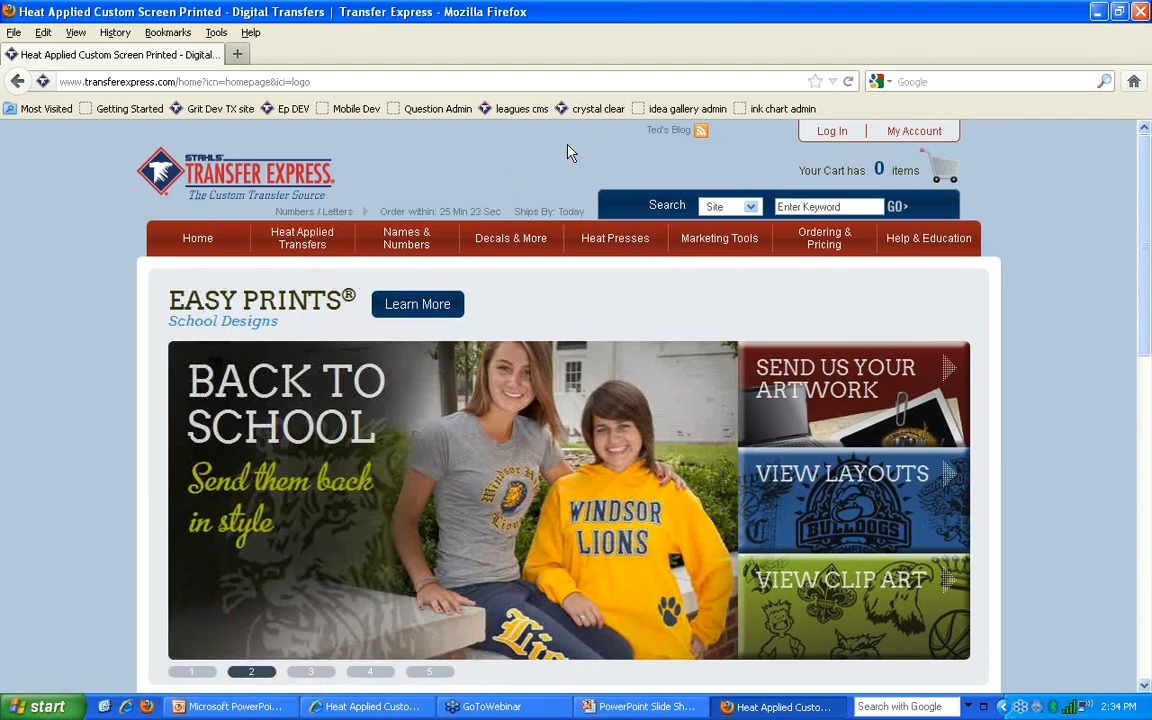 Heat Applied Custom Screen Printed - Digital Transfers | Transfer Express - Mozilla Firefox
File Edit View History Bookmarks Tools Help
Heat Applied Custom Screen Printed - Digital...
www.transferexpress.com/home?icn=homepage&ici=logo
Google
Most Visited Getting Started Grit Dev TX site Ep DEV Mobile Dev Question Admin leagues cms crystal clear idea gallery admin ink chart admin
Ted's Blog
Log In | My Account
STAHLS'
TRANSFER EXPRESS.
The Custom Transfer Source
Your Cart has 0 items
Numbers / Letters Order within: 25 Min 23 Sec Ships By: Today
Search Site Enter Keyword GO>
Home
Heat Applied Transfers
Names & Numbers
Decals & More
Heat Presses
Marketing Tools
Ordering & Pricing
Help & Education
EASY PRINTS®
School Designs
Learn More
BACK TO
SCHOOL
Send them back
in style
Windsor
Lions
WINDSOR
LIONS
SEND US YOUR
ARTWORK
VIEW LAYOUTS
BULLDOGS
VIEW CLIP ART
1 2 3 4 5
start
Microsoft PowerPoi...
Heat Applied Custo...
GoToWebinar
PowerPoint Slide Sh...
Heat Applied Custo...
Search with Google
2:34 PM